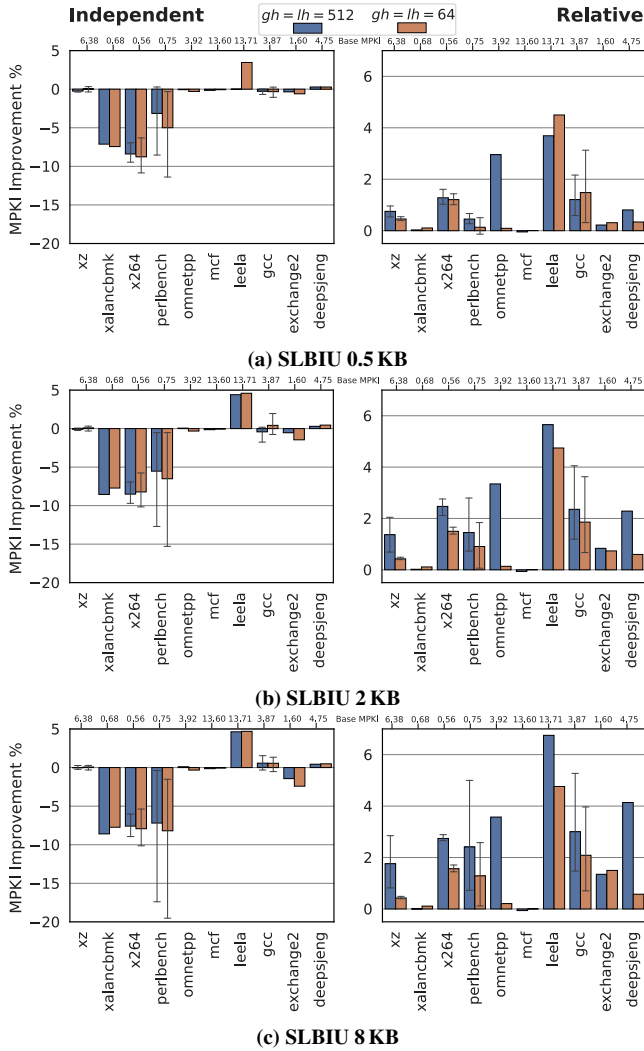 Independent
gh = lh = 512
gh = lh = 64
Relative
6,38 0,68 0,56 0,75 3,92 13,60 13,71 3,87 1,60 4,75
Base MPKI
6,38 0,68 0,56 0,75 3,92 13,60 13,71 3,87 1,60 4,75
MPKI Improvement %
5
0
−5
−10
−15
−20
6
4
2
0
xz xalancbmk x264 perlbench omnetpp mcf leela gcc exchange2 deepsjeng
xz xalancbmk x264 perlbench omnetpp mcf leela gcc exchange2 deepsjeng
(a) SLBIU 0.5 KB
6,38 0,68 0,56 0,75 3,92 13,60 13,71 3,87 1,60 4,75
Base MPKI
6,38 0,68 0,56 0,75 3,92 13,60 13,71 3,87 1,60 4,75
MPKI Improvement %
5
0
−5
−10
−15
−20
6
4
2
0
xz xalancbmk x264 perlbench omnetpp mcf leela gcc exchange2 deepsjeng
xz xalancbmk x264 perlbench omnetpp mcf leela gcc exchange2 deepsjeng
(b) SLBIU 2 KB
6,38 0,68 0,56 0,75 3,92 13,60 13,71 3,87 1,60 4,75
Base MPKI
6,38 0,68 0,56 0,75 3,92 13,60 13,71 3,87 1,60 4,75
MPKI Improvement %
5
0
−5
−10
−15
−20
6
4
2
0
xz xalancbmk x264 perlbench omnetpp mcf leela gcc exchange2 deepsjeng
xz xalancbmk x264 perlbench omnetpp mcf leela gcc exchange2 deepsjeng
(c) SLBIU 8 KB